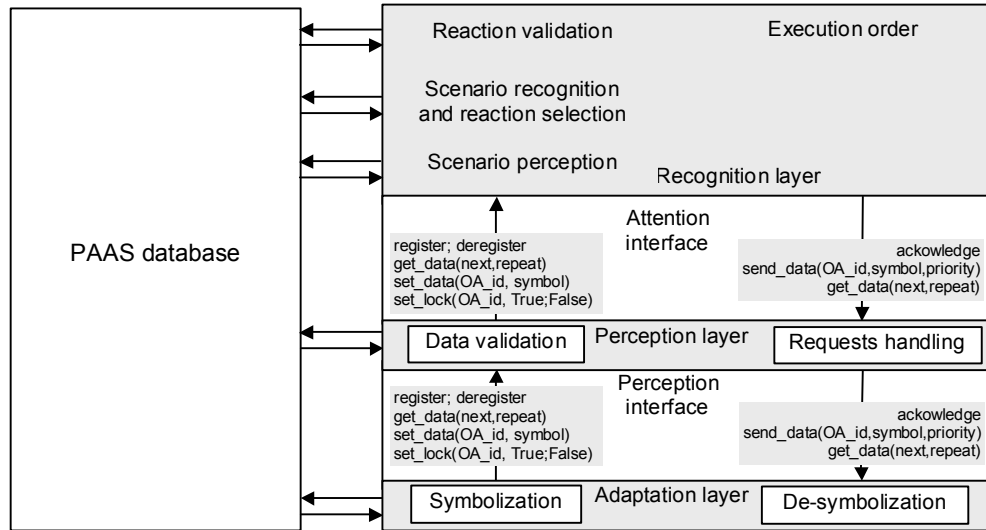 Reaction validation
Execution order
Scenario recognition
and reaction selection
Scenario perception
Recognition layer
PAAS database
Attention
interface
register; deregister
get_data(next,repeat)
set_data(OA_id, symbol)
set_lock(OA_id, True;False)
ackowledge
send_data(OA_id,symbol,priority)
get_data(next,repeat)
Data validation
Perception layer
Requests handling
Perception
interface
register; deregister
get_data(next,repeat)
set_data(OA_id, symbol)
set_lock(OA_id, True;False)
ackowledge
send_data(OA_id,symbol,priority)
get_data(next,repeat)
Symbolization
Adaptation layer
De-symbolization